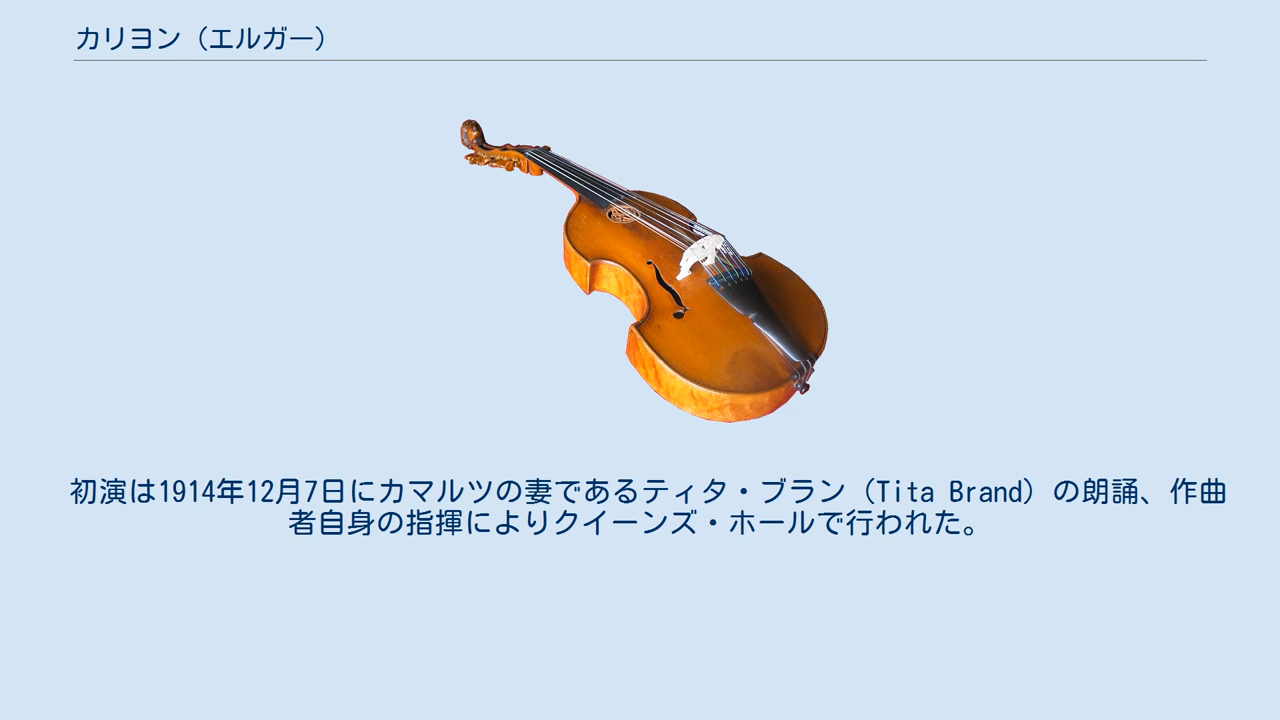 カリヨン（エルガー）
初演は1914年12月7日にカマルツの妻であるティタ・ブラン（Tita Brand）の朗誦、作曲
者自身の指揮によりクイーンズ・ホールで行われた。